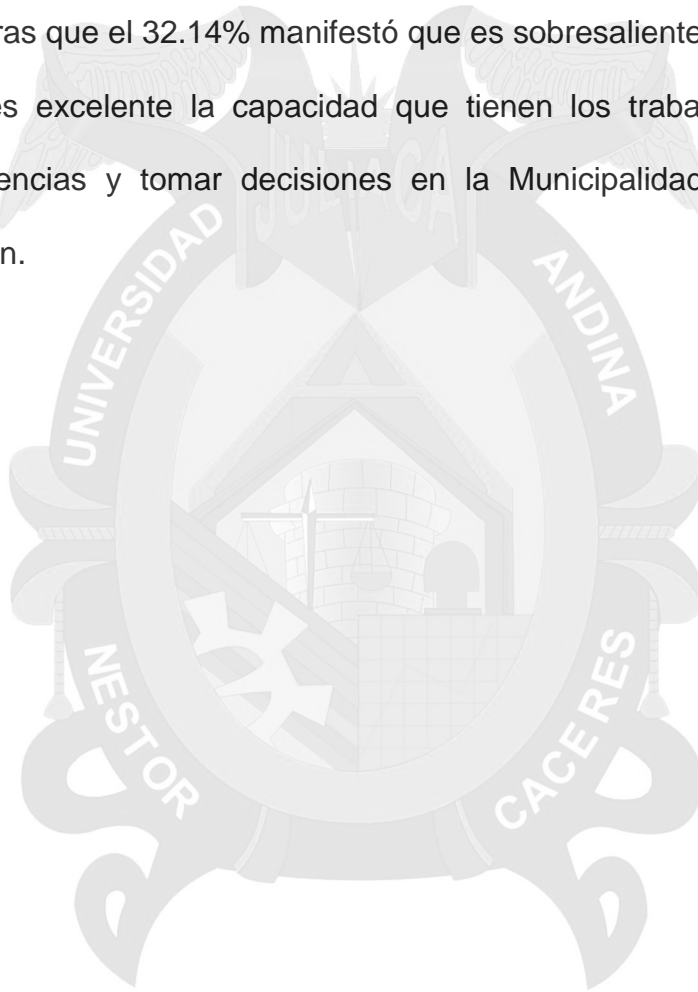 ras que el 32.14% manifestó que es sobresaliente
es excelente la capacidad que tienen los traba
encias y tomar decisiones en la Municipalidad
n.
JULIACA
UNIVERSIDAD
ANDINA
NESTOR
CACERES